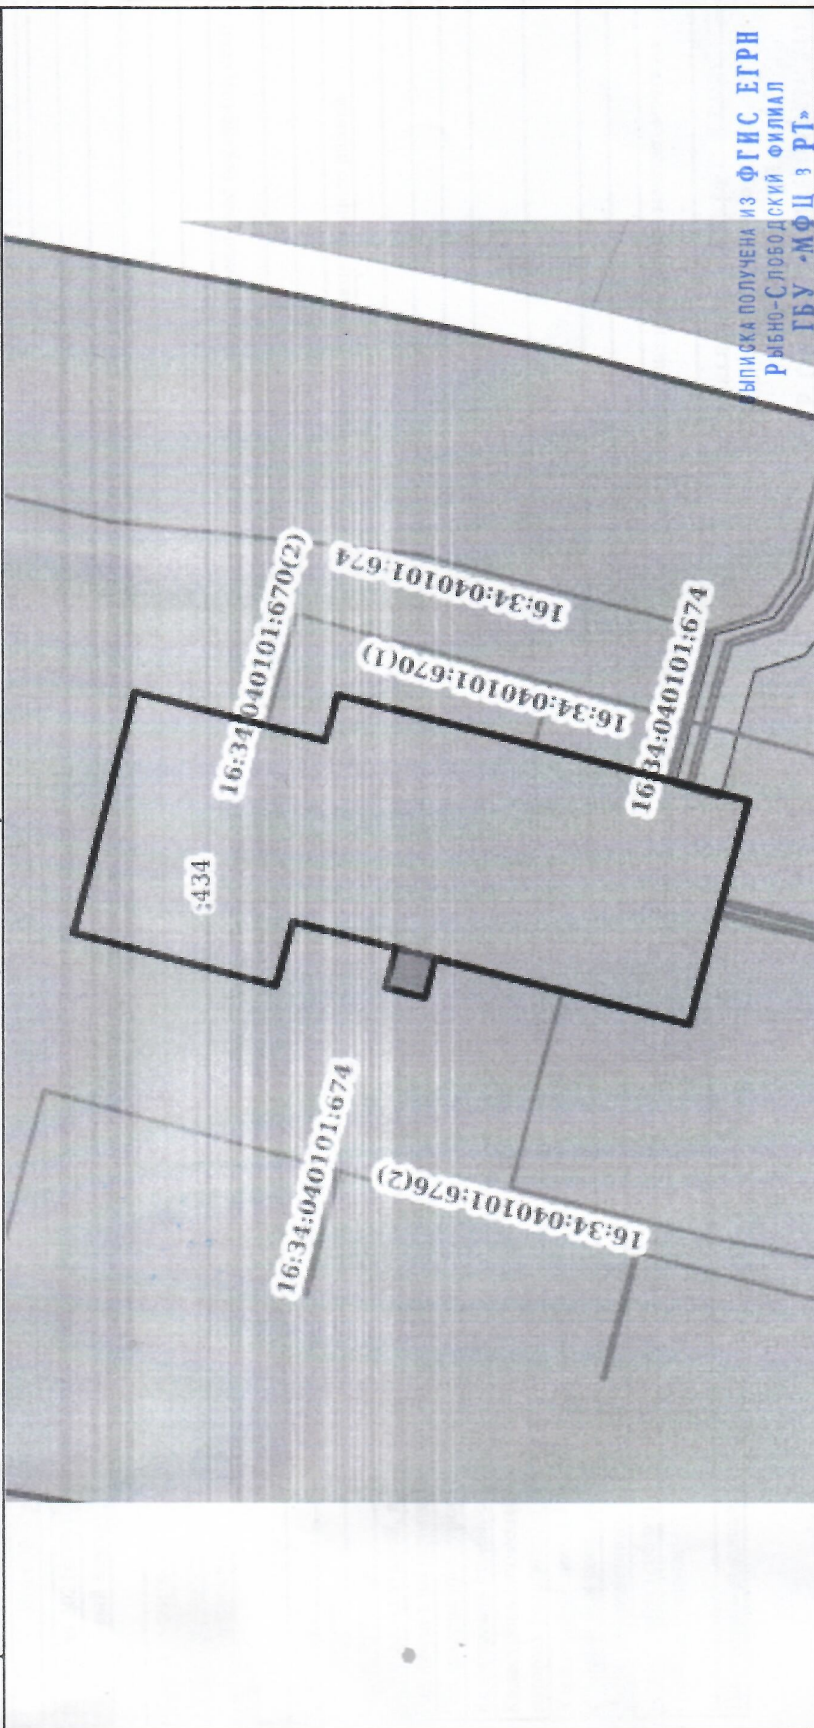 ВЫПИСКА ПОЛУЧЕНА ИЗ ФГИС ЕГРН
РЫБНО-СЛОБОДСКИЙ ФИЛИАЛ
ГБУ «МФЦ в РТ»
16:34:040101:670(2)
16:34:040101:674
16:34:040101:670(1)
16:34:040101:674
:434
16:34:040101:674
16:34:040101:676(2)